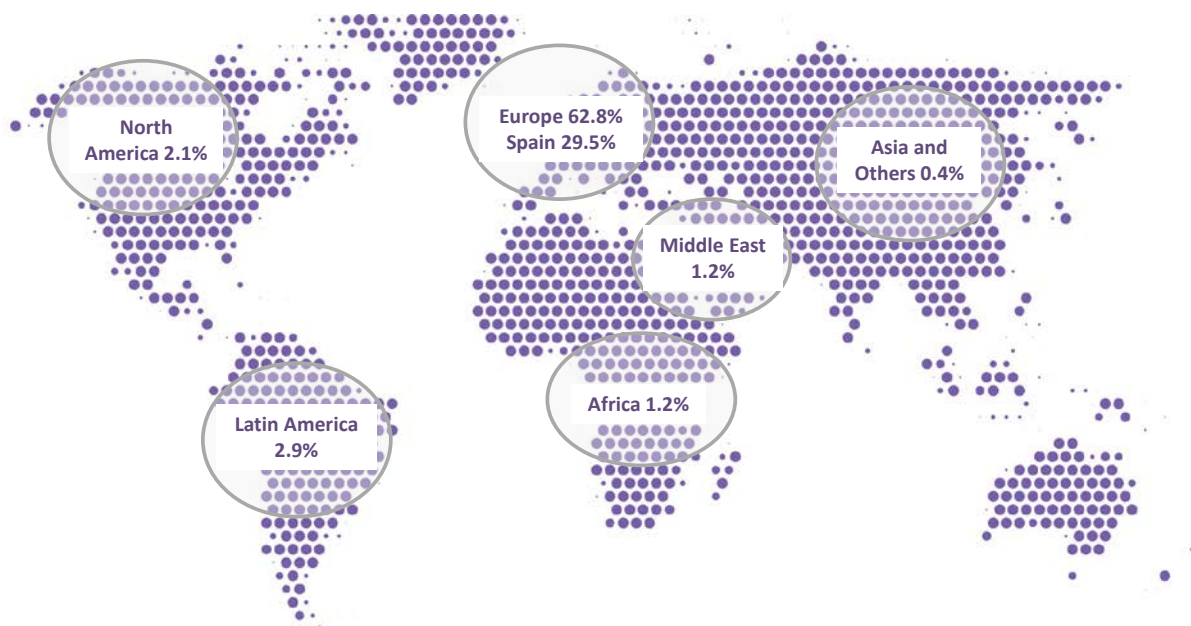 North
America 2.1%
Europe 62.8%
Spain 29.5%
Asia and
Others 0.4%
Middle East
1.2%
Africa 1.2%
Latin America
2.9%